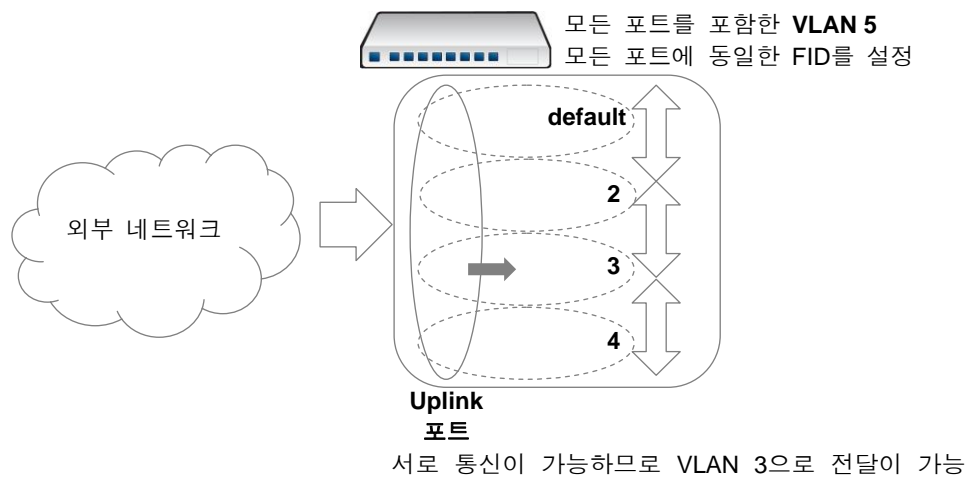 모든 포트를 포함한 VLAN 5
모든 포트에 동일한 FID를 설정
default
2
외부 네트워크
3
4
Uplink
포트
서로 통신이 가능하므로 VLAN 3으로 전달이 가능